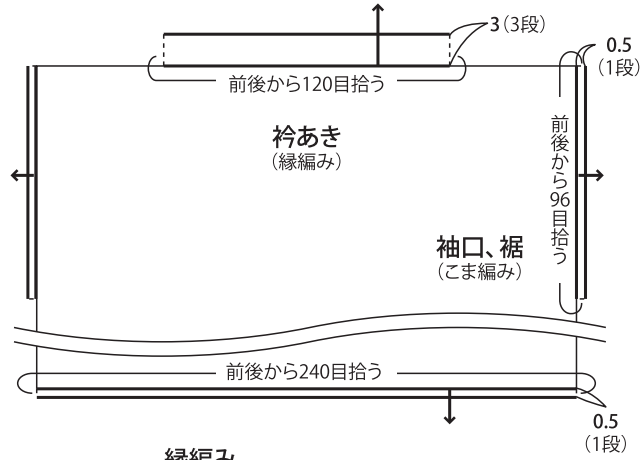 3(3段)
0.5
(1段)
前後から120目拾う
衿あき
(縁編み)
前後から96目拾う
袖口、裾
(こま編み)
前後から240目拾う
0.5
(1段)
縁編み